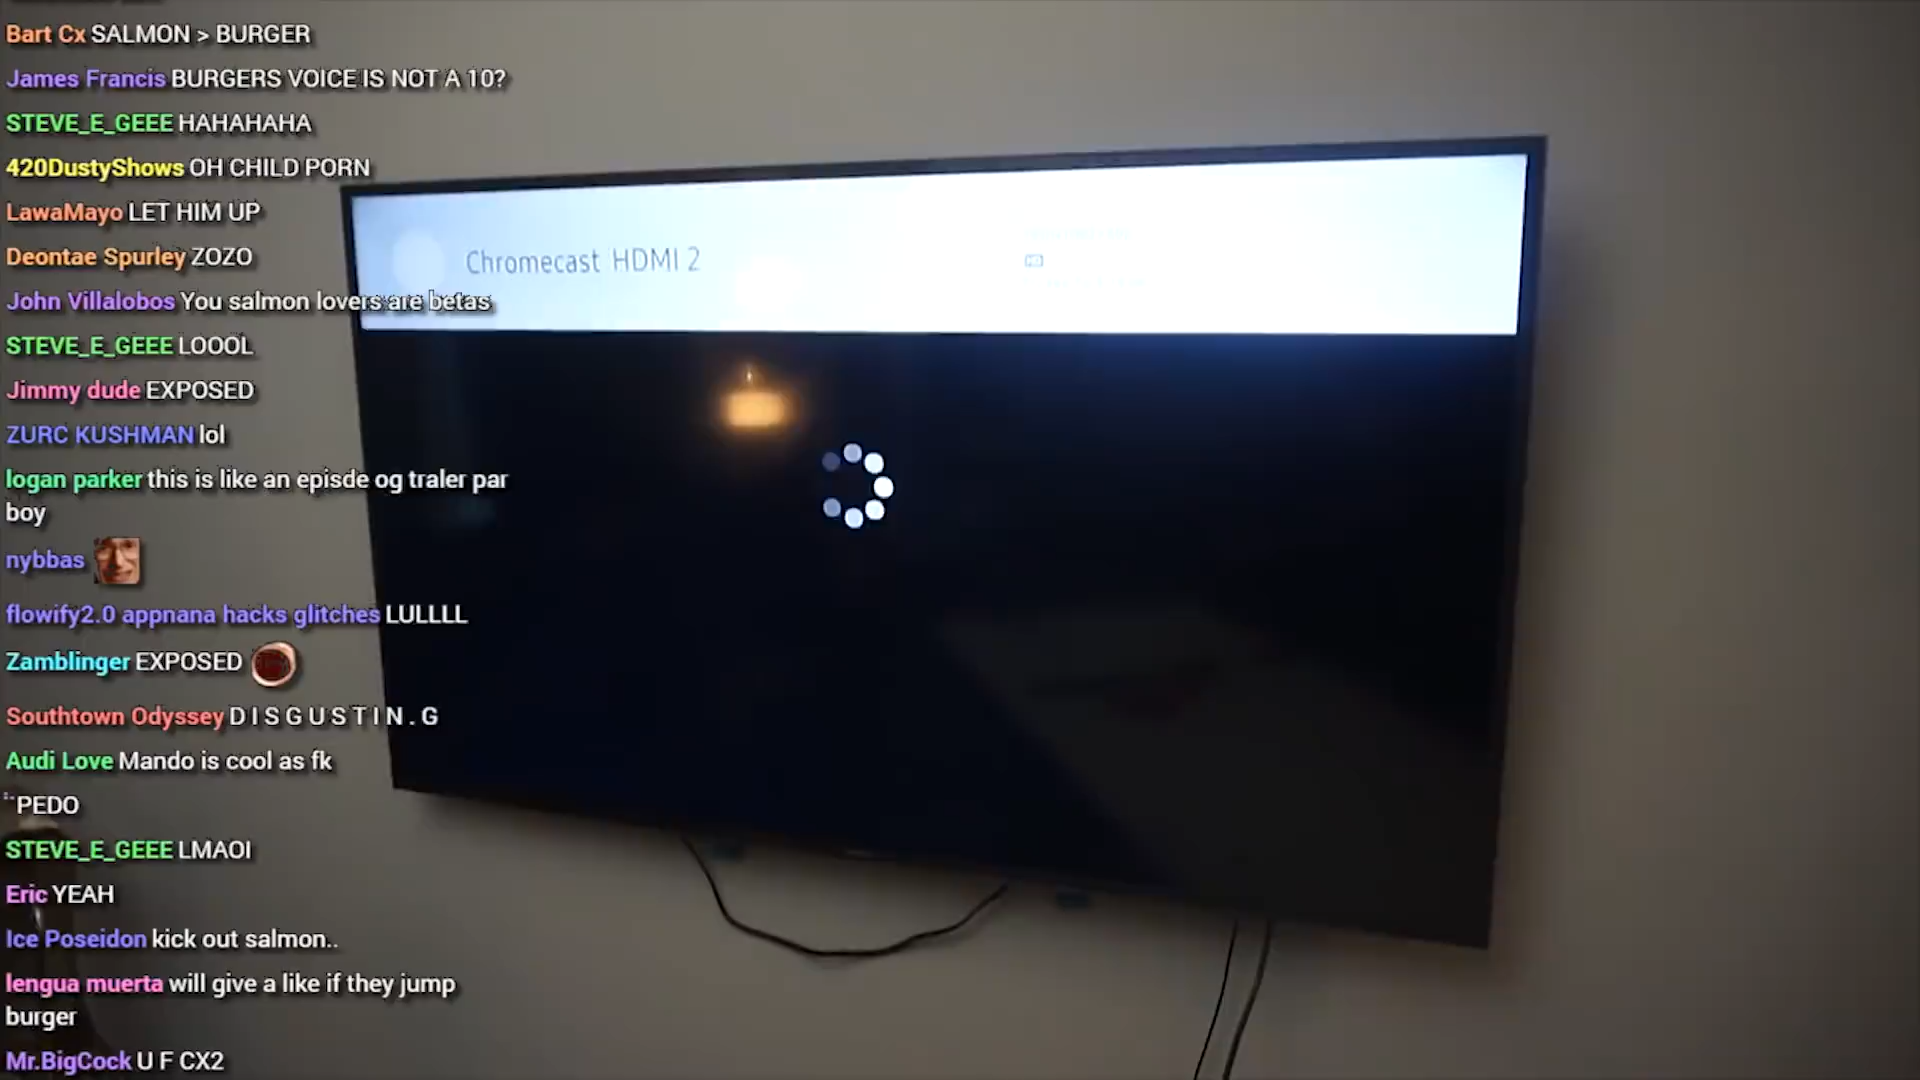 Bart Cx SALMON > BURGER
James Francis BURGERS VOICE IS NOT A 10?
STEVE_E_GEEE HAHAHAHA
420DustyShows OH CHILD PORN
LawaMayo LET HIM UP
Deontae Spurley ZOZO
John Villalobos You salmon lovers are betas
STEVE_E_GEEE LOOOL
Jimmy dude EXPOSED
ZURC KUSHMAN lol
logan parker this is like an episde og traler par
boy
nybbas
flowify2.0 appnana hacks glitches LULLLL
Zamblinger EXPOSED
Southtown Odyssey D I S G U S T I N . G
Audi Love Mando is cool as fk
PEDO
STEVE_E_GEEE LMAOI
Eric YEAH
Ice Poseidon kick out salmon..
lengua muerta will give a like if they jump
burger
Mr.BigCock U F CX2
Chromecast HDMI 2
HD